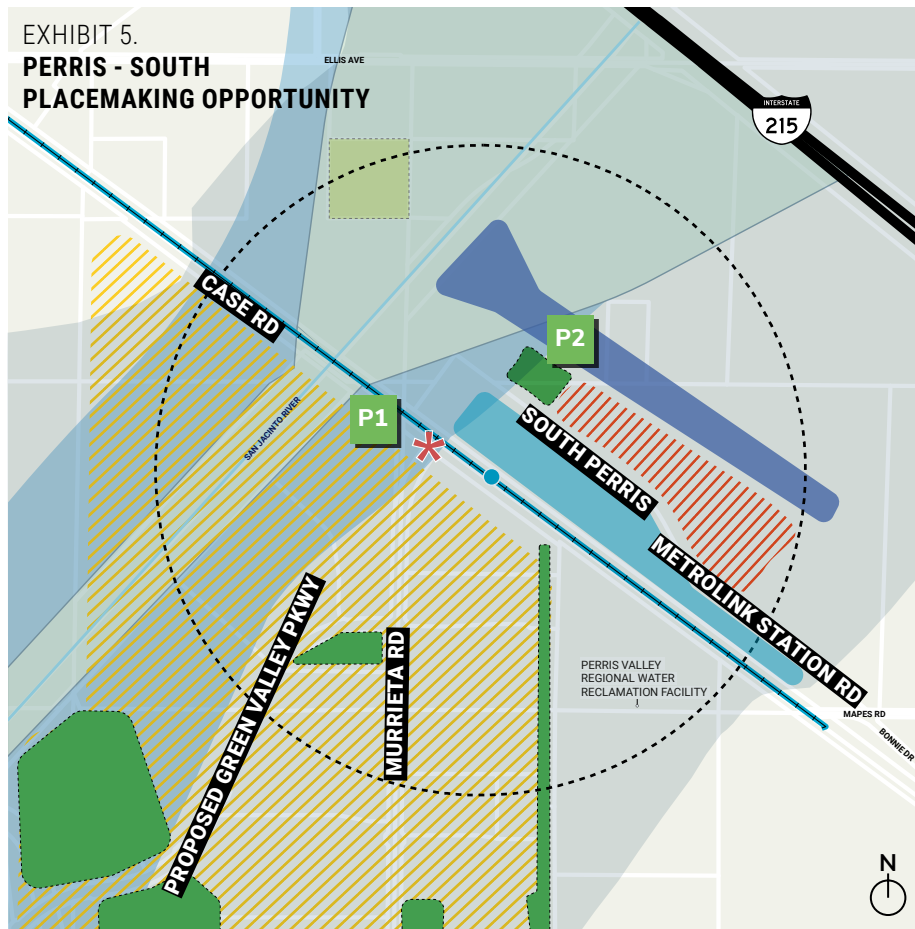 EXHIBIT 5.
PERRIS - SOUTH
PLACEMAKING OPPORTUNITY
ELLIS AVE
INTERSTATE
215
CASE RD
P2
P1
SAN JACINTO RIVER
SOUTH PERRIS
METROLINK STATION RD
PROPOSED GREEN VALLEY PKWY
MURRIETA RD
PERRIS VALLEY
REGIONAL WATER
RECLAMATION FACILITY
MAPES RD
BONNIE DR
N